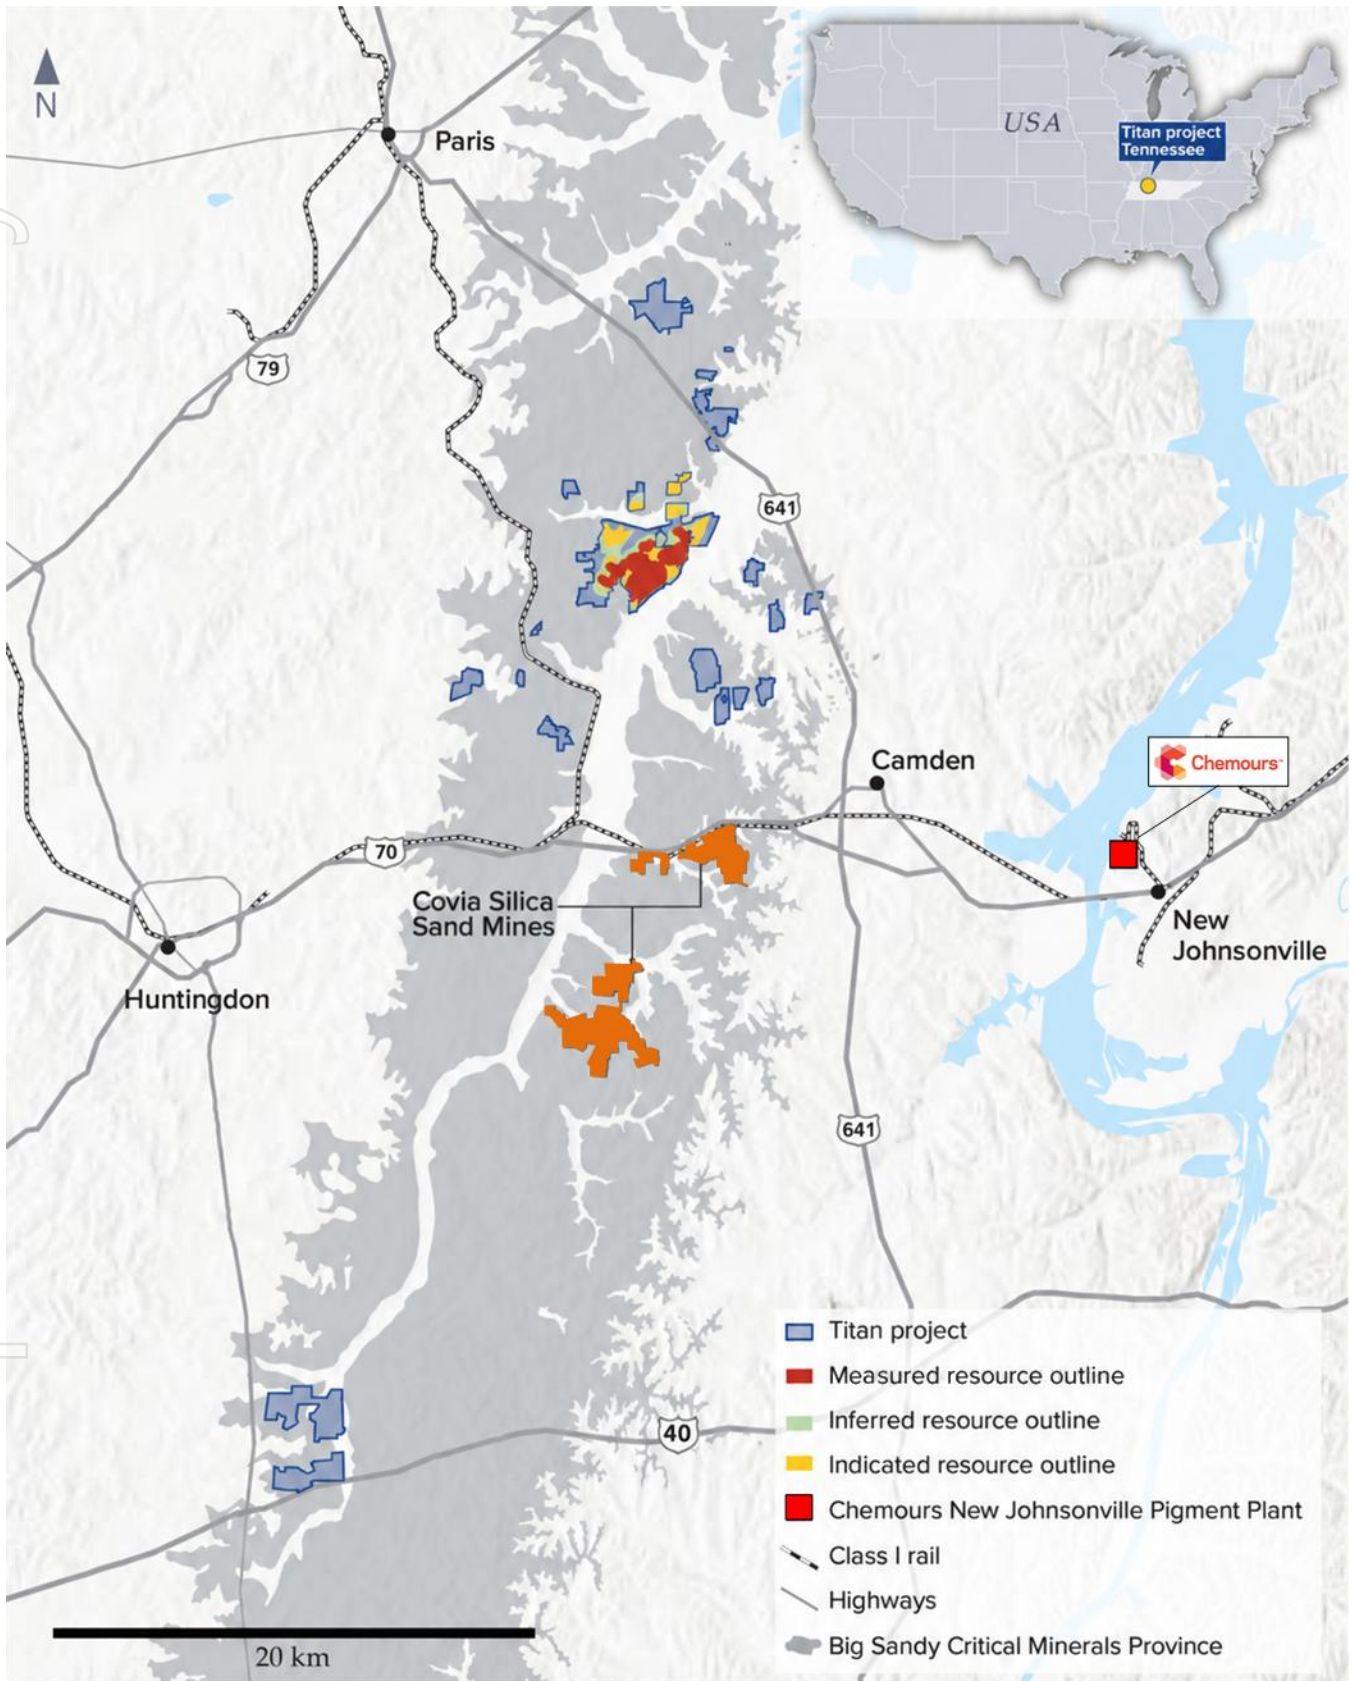 N
Paris
USA
Titan project
Tennessee
79
641
Camden
Chemours™
70
Covia Silica
Sand Mines
New
Johnsonville
Huntingdon
641
40
Titan project
Measured resource outline
Inferred resource outline
Indicated resource outline
Chemours New Johnsonville Pigment Plant
Class I rail
Highways
Big Sandy Critical Minerals Province
20 km